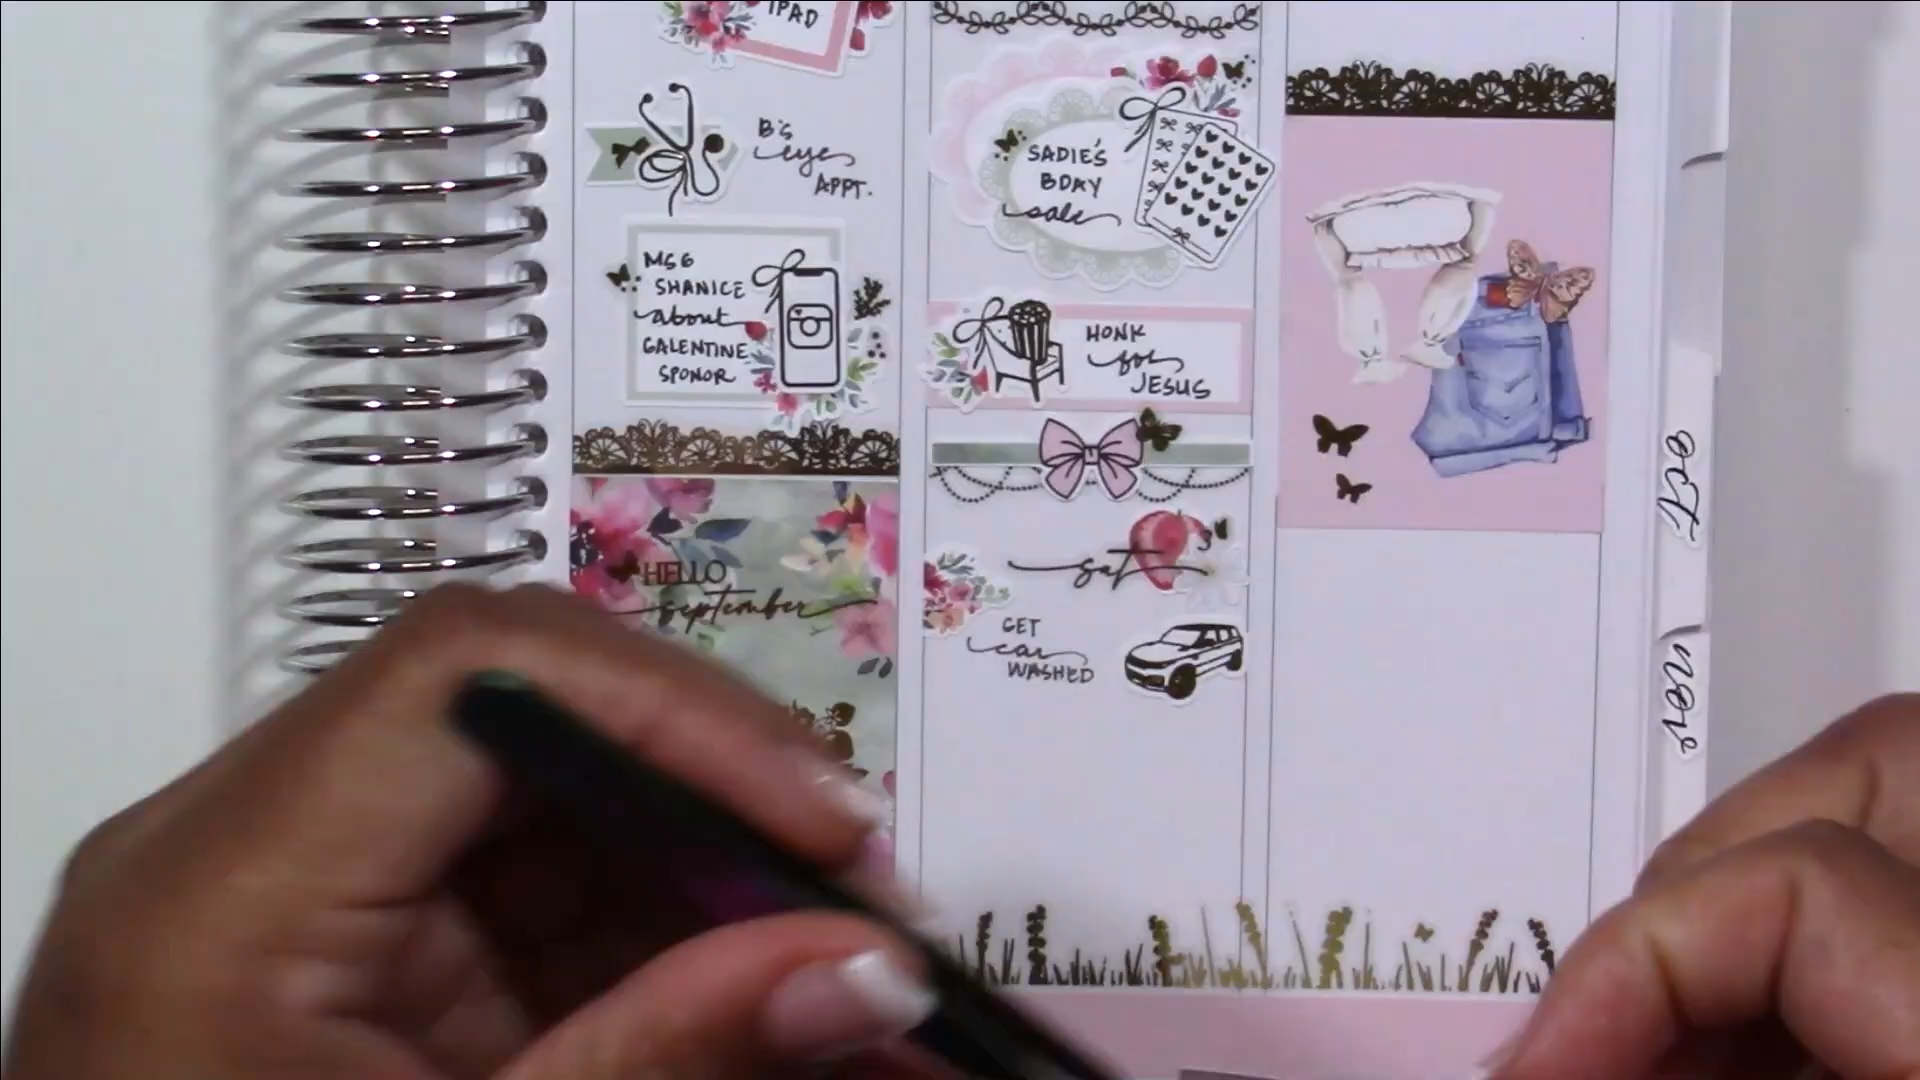 IPAD
B's
eye
APPT.
MSG
SHANICE
about
GALENTINE
SPONOR
HELLO
september
SADIE'S
BDAY
sale
HONK
for
JESUS
sat
GET
car
WASHED
oct
nov